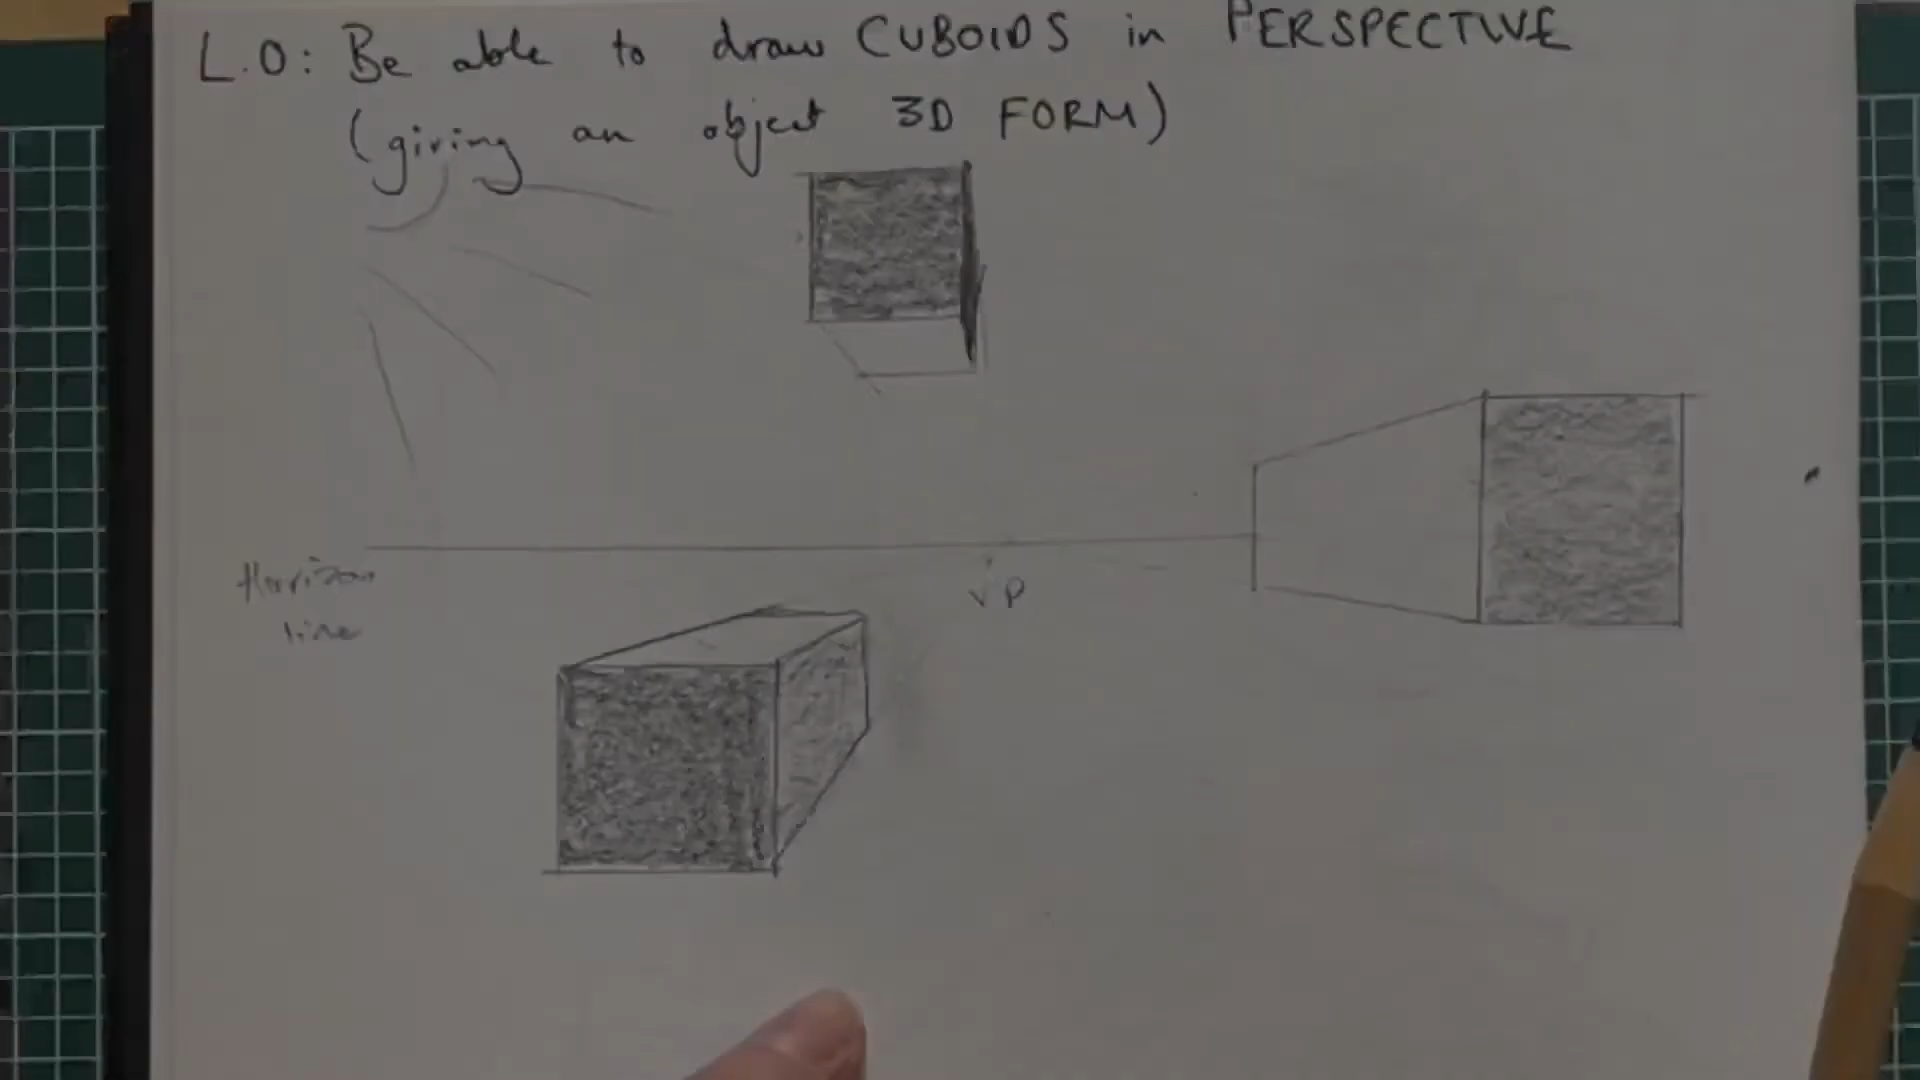 L.O: Be able to draw CUBOIDS in PERSPECTIVE
(giving an object 3D FORM)
Horizon
line
VP